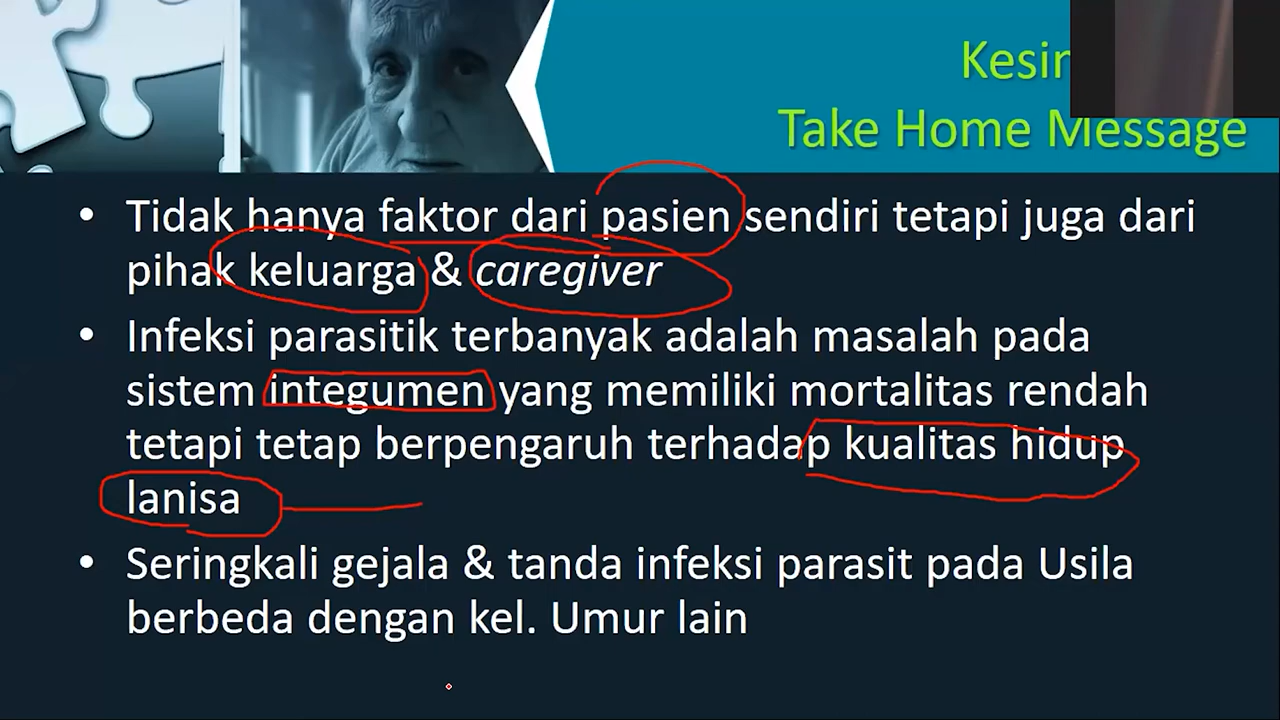 Take Home Message
• Tidak hanya faktor dari pasien sendiri tetapi juga dari
pihak keluarga & caregiver
• Infeksi parasitik terbanyak adalah masalah pada
sistem integumen yang memiliki mortalitas rendah
tetapi tetap berpengaruh terhadap kualitas hidup
lanisa
• Seringkali gejala & tanda infeksi parasit pada Usila
berbeda dengan kel. Umur lain